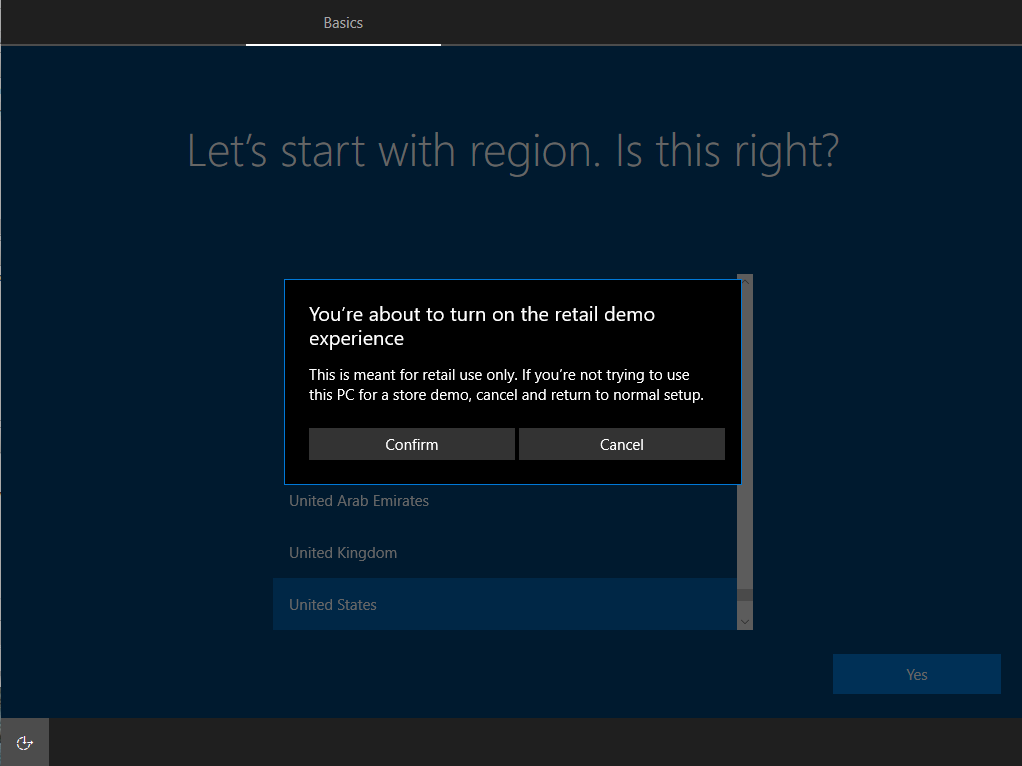 Basics
Let’s start with region. Is this right?
You’re about to turn on the retail demo
experience
This is meant for retail use only. If you’re not trying to use
this PC for a store demo, cancel and return to normal setup.
Confirm
Cancel
United Arab Emirates
United Kingdom
United States
Yes